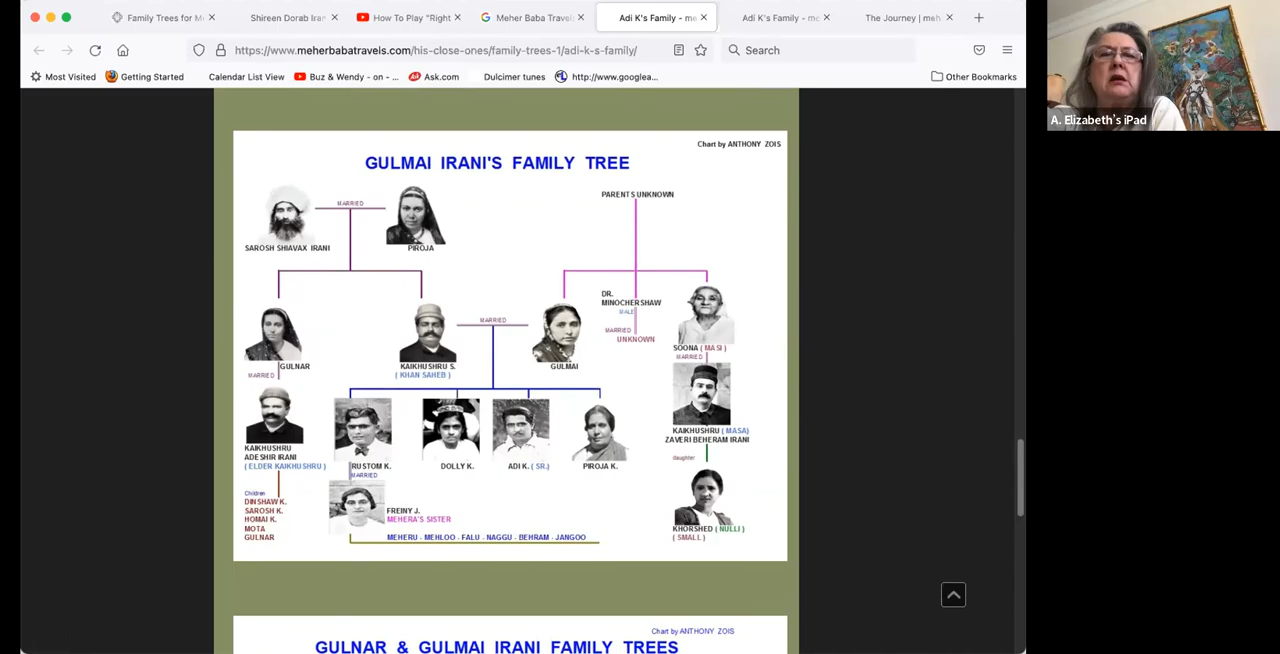 Family Trees for M
Shireen Dorab Iran
How To Play "Right
Meher Baba Travels
Adi K's Family - me
Adi K's Family - me
The Journey | meh
https://www.meherbabatravels.com/his-close-ones/family-trees-1/adi-k-s-family/
Search
Most Visited
Getting Started
Calendar List View
Buz & Wendy - on - ...
Ask.com
Dulcimer tunes
http://www.googlea...
Other Bookmarks
A. Elizabeth's iPad
Chart by ANTHONY ZOIS
GULMAI IRANI'S FAMILY TREE
MARRIED
PARENTS UNKNOWN
SAROSH SHIAVAX IRANI
PIROJA
DR.
MINOCHERSHAW
MALE
MARRIED
UNKNOWN
MARRIED
SOONA ( MASI )
MARRIED
GULNAR
MARRIED
KAIKHUSHRU S.
( KHAN SAHEB )
GULMAI
KAIKHUSHRU (MASA)
ZAVERI BEHERAM IRANI
daughter
KAIKHUSHRU
ADESHIR IRANI
( ELDER KAIKHUSHRU )
RUSTOM K.
MARRIED
DOLLY K.
ADI K. ( SR.)
PIROJA K.
Children
DINSHAW K.
SAROSH K.
HOMAI K.
MOTA
GULNAR
FREINY J.
MEHERA'S SISTER
MEHERU - MEHLOO - FALU - NAGGU - BEHRAM - JANGOO
KHORSHED ( NULLI )
( SMALL )
Chart by ANTHONY ZOIS
GULNAR & GULMAI IRANI FAMILY TREES